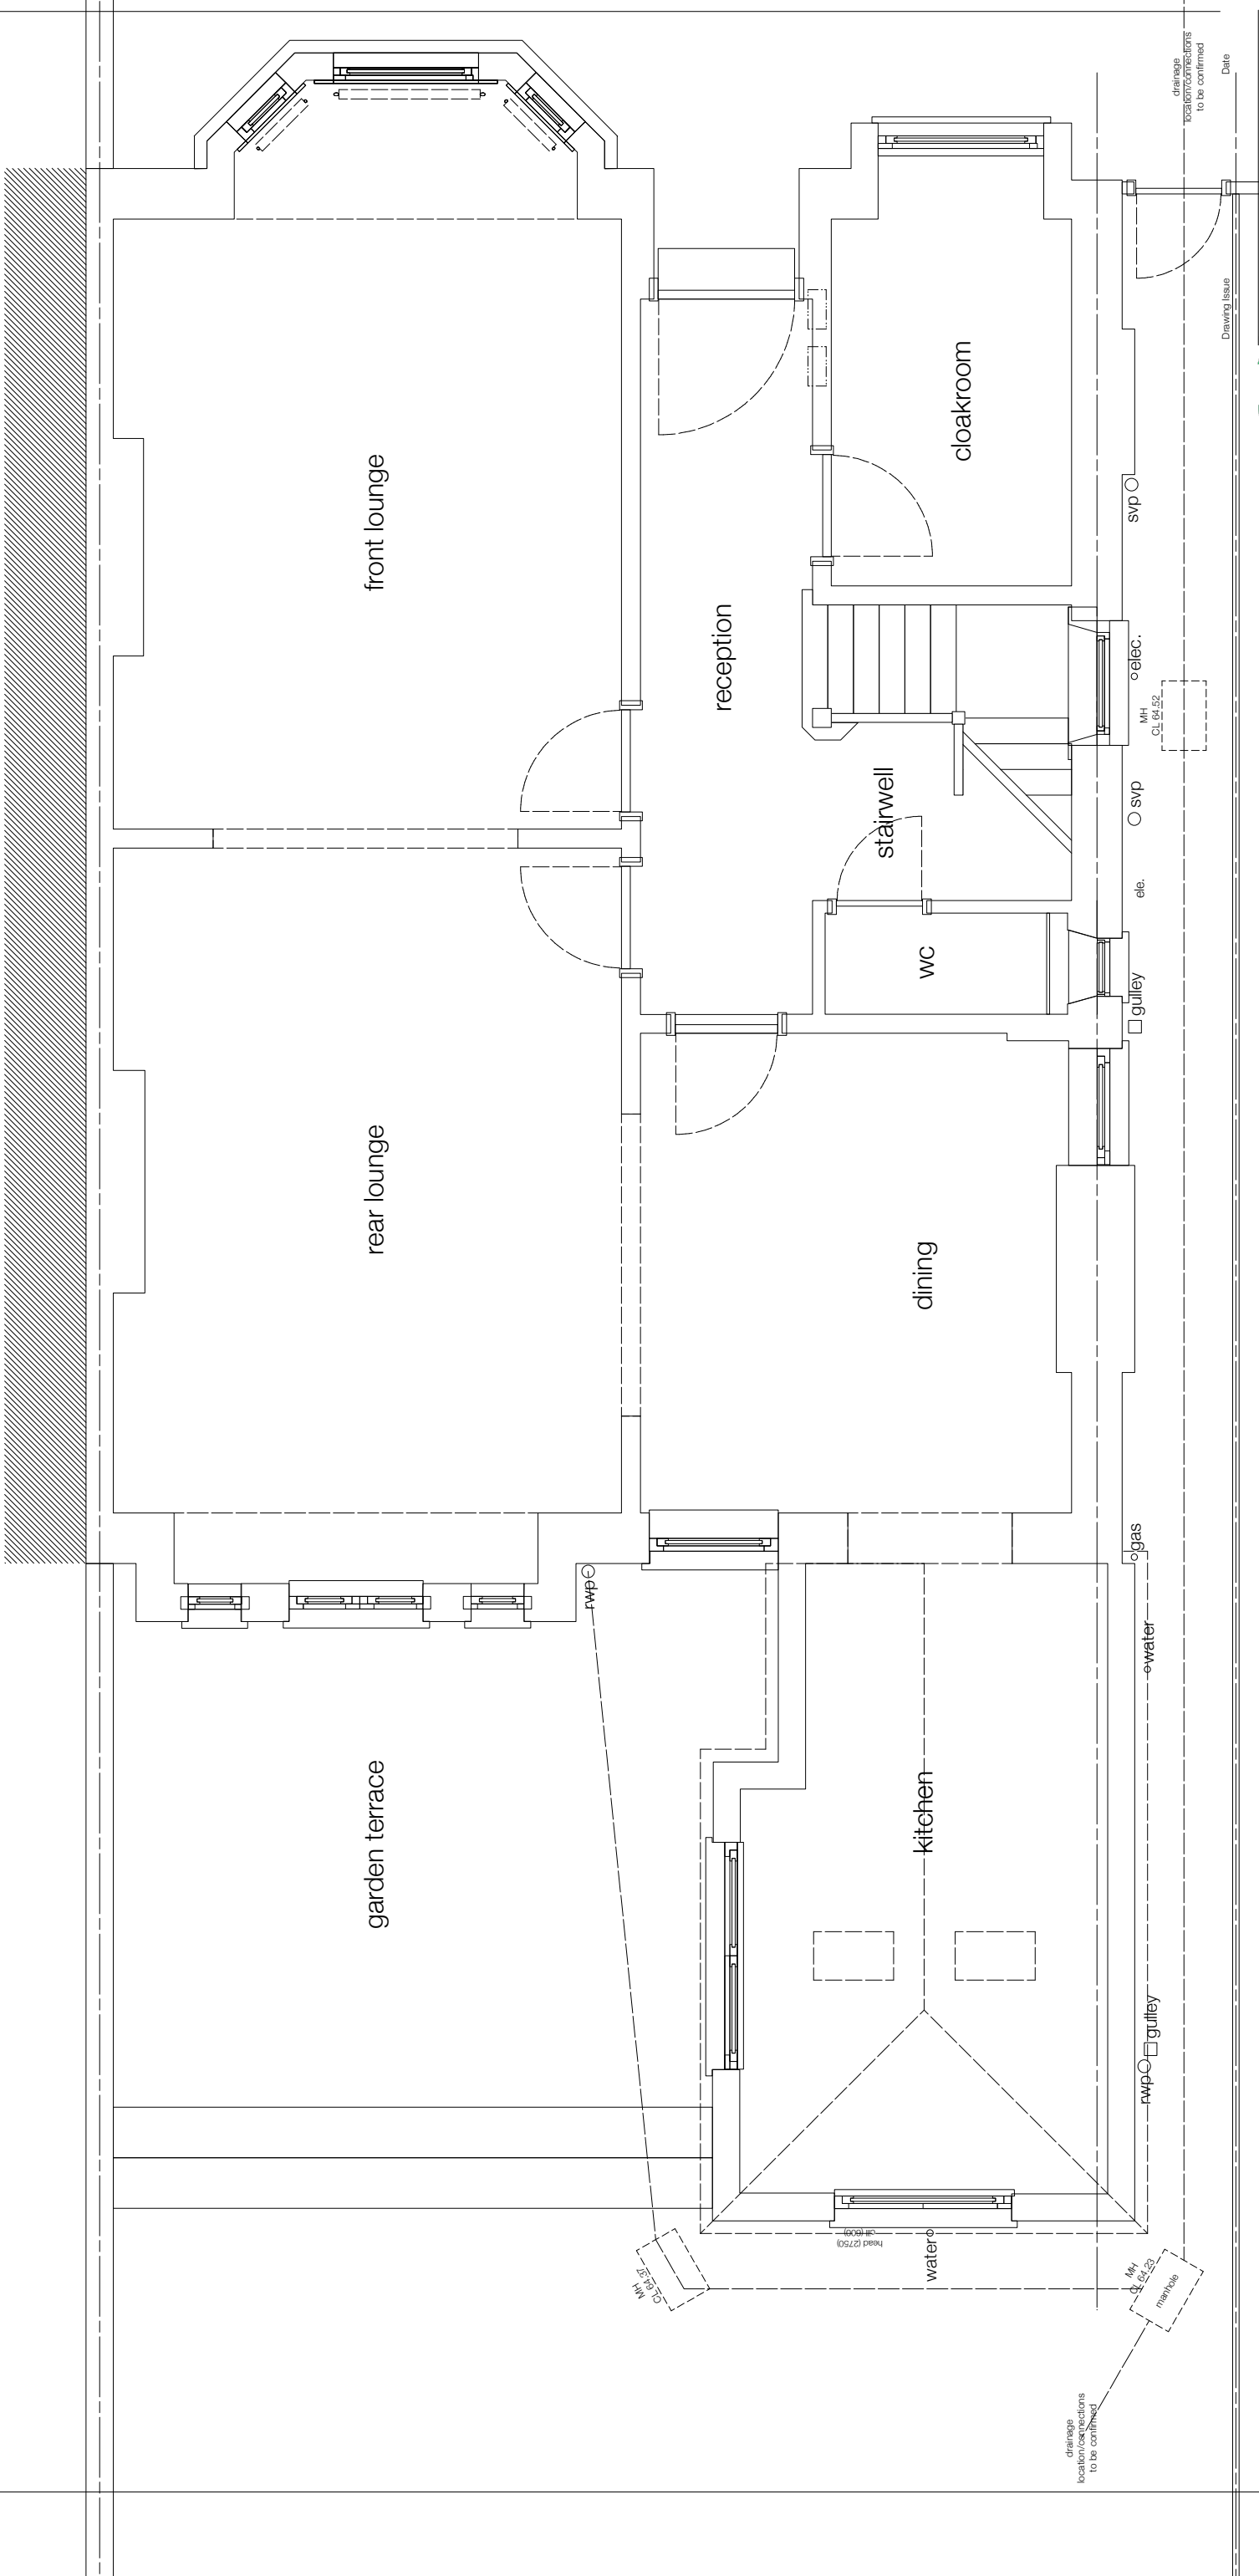 drainage
location/connections
to be confirmed
Date
Drawing Issue
front lounge
cloakroom
svp
reception
elec.
MH
CL 64.52
stairwell
svp
ele.
wc
gulley
rear lounge
dining
gas
rwp
water
garden terrace
kitchen
gulley
rwp
sill (600)
head (2750)
water
MH
CL 64.37
MH
CL 64.23
manhole
drainage
location/connections
to be confirmed